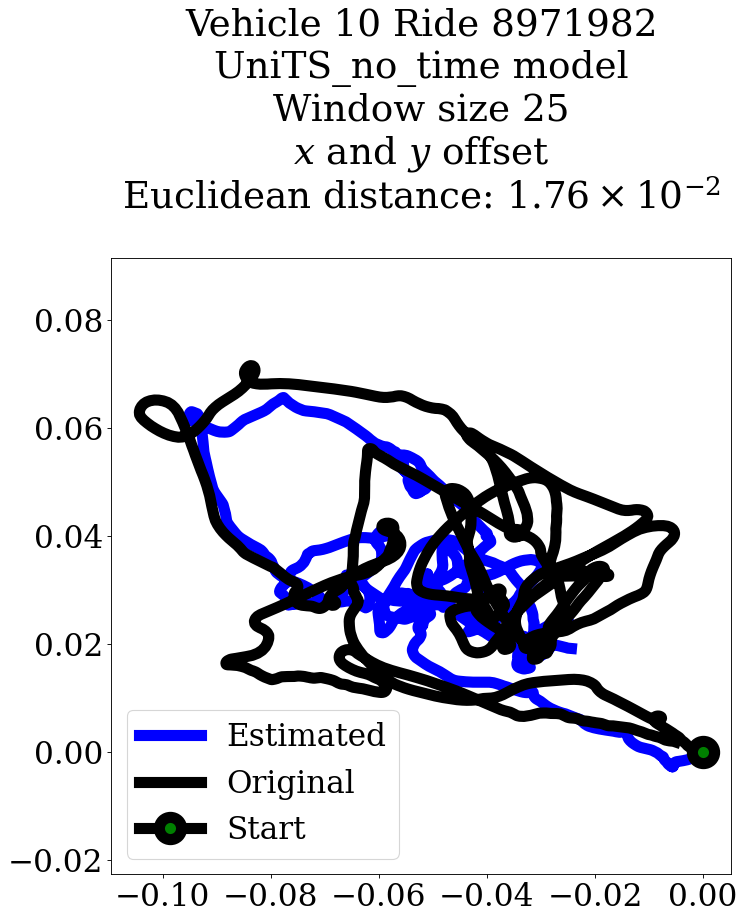 Vehicle 10 Ride 8971982
UniTS_no_time model
Window size 25
x and y offset
Euclidean distance: 1.76 × 10⁻²
0.08
0.06
0.04
0.02
0.00
−0.02
Estimated
Original
Start
−0.10 −0.08 −0.06 −0.04 −0.02 0.00